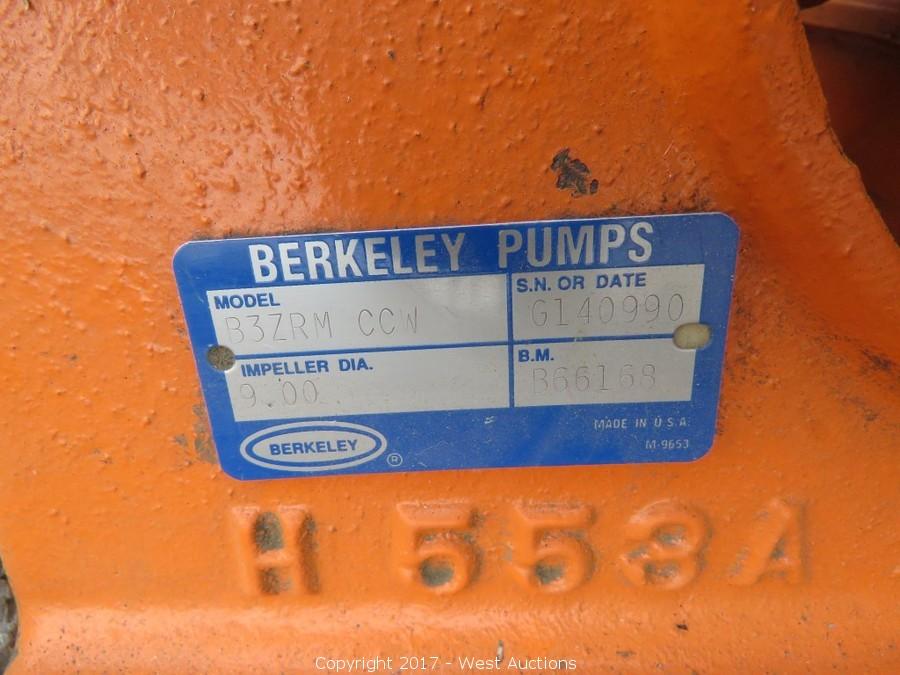 BERKELEY PUMPS
MODEL
B3ZRM CCW
S.N. OR DATE
G140990
IMPELLER DIA.
9.00
B.M.
B66168
MADE IN U.S.A.
M-9653
BERKELEY
®
H 553A
Copyright 2017 - West Auctions